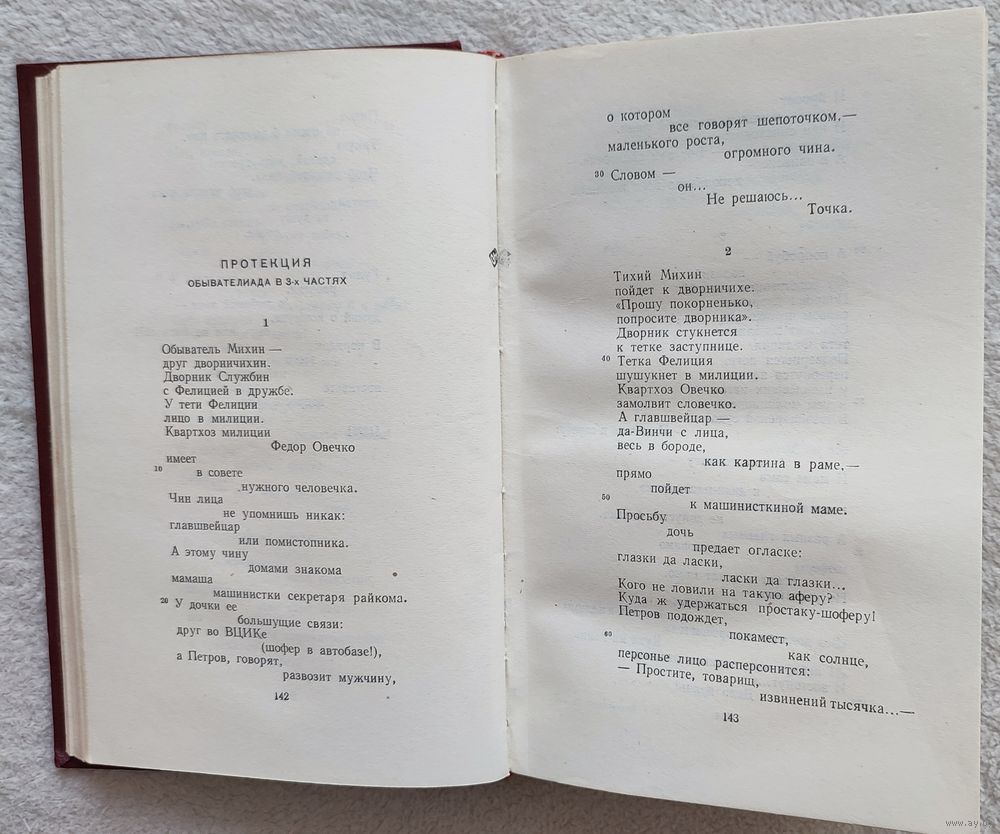 ПРОТЕКЦИЯ
ОБЫВАТЕЛИАДА В 3-х ЧАСТЯХ
1
Обыватель Михин —
друг дворничихин.
Дворник Службин
с Фелицией в дружбе.
У тети Фелиции
лицо в милиции.
Квартхоз милиции
Федор Овечко
имеет
10 в совете
нужного человечка.
Чин лица
не упомнишь никак:
главшвейцар
или помистопника.
А этому чину
домами знакома
мамаша
машинистки секретаря райкома.
20 У дочки ее
большущие связи:
друг во ВЦИКе
(шофер в автобазе!),
а Петров, говорят,
развозит мужчину,
142
о котором
все говорят шепоточком,—
маленького роста,
огромного чина.
30 Словом —
он...
Не решаюсь...
Точка.
2
Тихий Михин
пойдет к дворничихе.
«Прошу покорненько,
попросите дворника».
Дворник стукнется
к тетке заступнице.
40 Тетка Фелиция
шушукнет в милиции.
Квартхоз Овечко
замолвит словечко.
А главшвейцар —
да-Винчи с лица,
весь в бороде,
как картина в раме,—
прямо
пойдет
50 к машинисткиной маме.
Просьбу
дочь
предает огласке:
глазки да ласки,
ласки да глазки...
Кого не ловили на такую аферу?
Куда ж удержаться простаку-шоферу!
Петров подождет,
покамест,
60 как солнце,
персонье лицо расперсонится:
— Простите, товарищ,
извинений тысячка...—
143